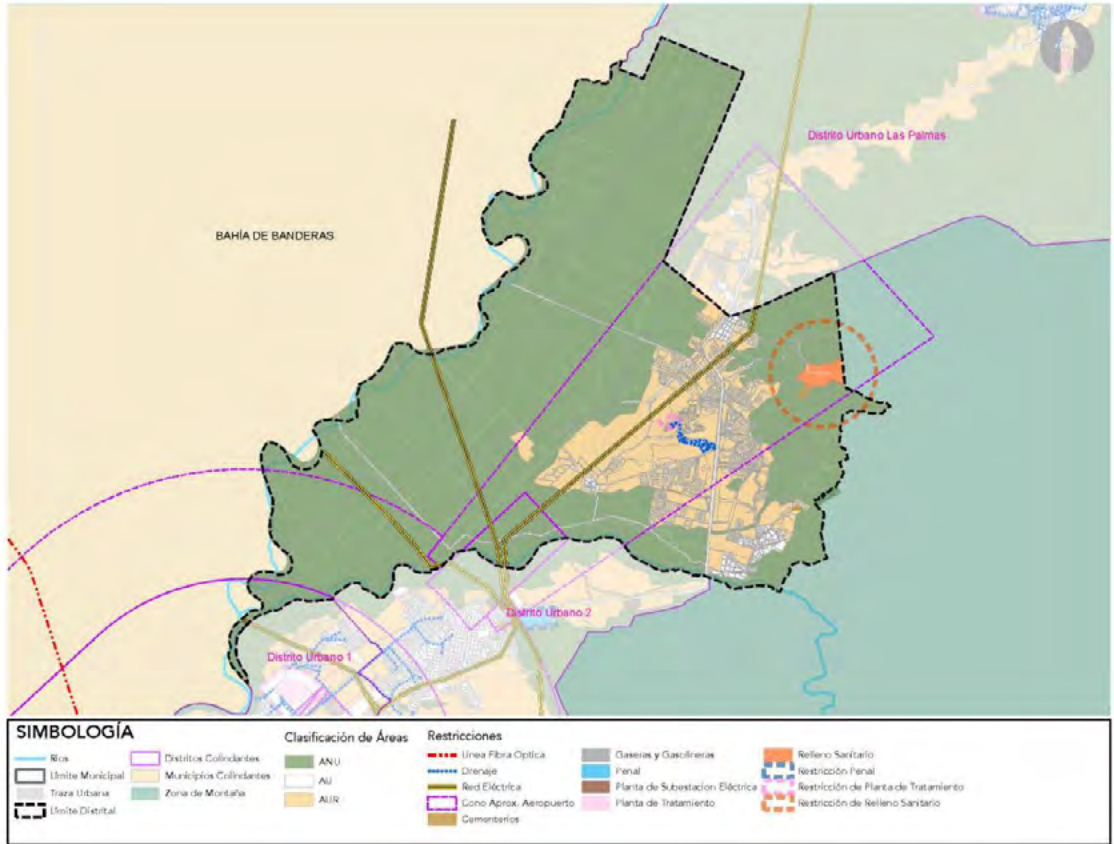 Distrito Urbano Las Palmas
BAHÍA DE BANDERAS
Distrito Urbano 2
Distrito Urbano 1
SIMBOLOGÍA
Ríos
Límite Municipal
Traza Urbana
Límite Distrital
Distritos Colindantes
Municipios Colindantes
Zona de Montaña
Clasificación de Áreas
ANU
AU
AUR
Restricciones
Linea Fibra Optica
Drenaje
Red Eléctrica
Cono Aprox. Aeropuerto
Cementerios
Gaseras y Gasolineras
Penal
Planta de Subestacion Eléctrica
Planta de Tratamiento
Relleno Sanitario
Restricción Penal
Restricción de Planta de Tratamiento
Restricción de Relleno Sanitario